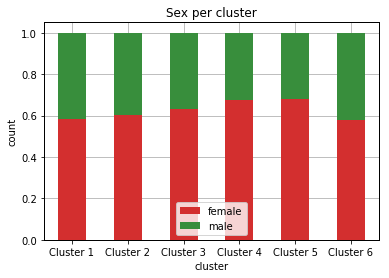 Sex per cluster
1.0
0.8
0.6
0.4
0.2
0.0
count
female
male
Cluster 1 Cluster 2 Cluster 3 Cluster 4 Cluster 5 Cluster 6
cluster